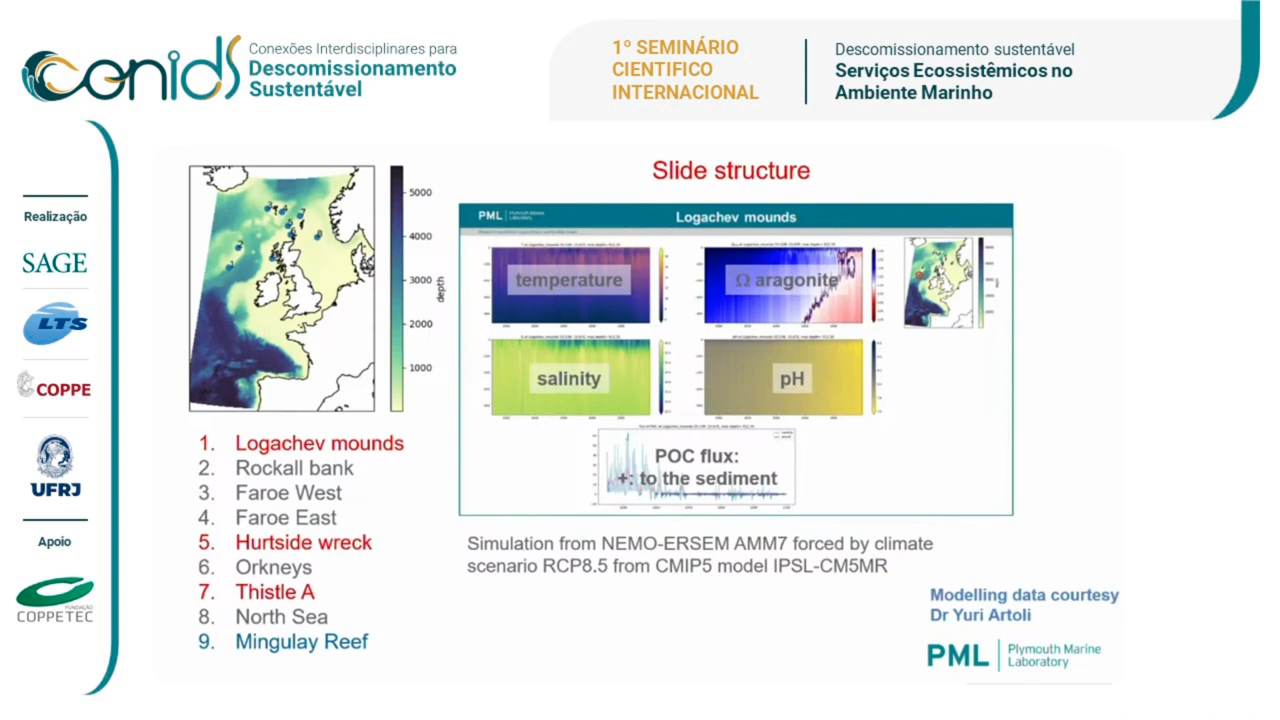 conids
Conexões Interdisciplinares para
Descomissionamento
Sustentável
1º SEMINÁRIO
CIENTIFICO
INTERNACIONAL
Descomissionamento sustentável
Serviços Ecossistêmicos no
Ambiente Marinho
Realização
SAGE
LTS
COPPE
UFRJ
Apoio
FUNDAÇÃO
COPPETEC
5000
4000
3000
2000
1000
depth
1. Logachev mounds
2. Rockall bank
3. Faroe West
4. Faroe East
5. Hurtside wreck
6. Orkneys
7. Thistle A
8. North Sea
9. Mingulay Reef
Slide structure
PML Plymouth Marine
Laboratory
Logachev mounds
temperature
Ω aragonite
salinity
pH
POC flux:
+: to the sediment
Simulation from NEMO-ERSEM AMM7 forced by climate
scenario RCP8.5 from CMIP5 model IPSL-CM5MR
Modelling data courtesy
Dr Yuri Artoli
PML Plymouth Marine
Laboratory